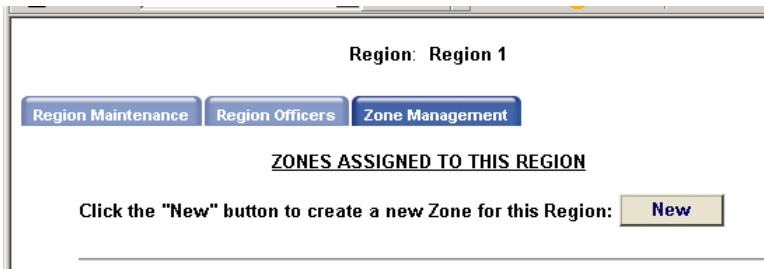 Region: Region 1
Region Maintenance Region Officers Zone Management
ZONES ASSIGNED TO THIS REGION
Click the "New" button to create a new Zone for this Region: New